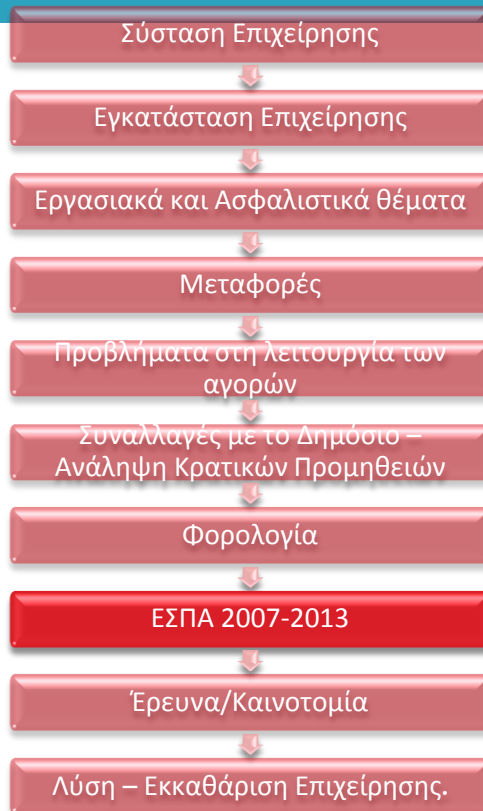 Σύσταση Επιχείρησης
Εγκατάσταση Επιχείρησης
Εργασιακά και Ασφαλιστικά θέματα
Μεταφορές
Προβλήματα στη λειτουργία των
αγορών
Συναλλαγές με το Δημόσιο –
Ανάληψη Κρατικών Προμηθειών
Φορολογία
ΕΣΠΑ 2007-2013
Έρευνα/Καινοτομία
Λύση – Εκκαθάριση Επιχείρησης.